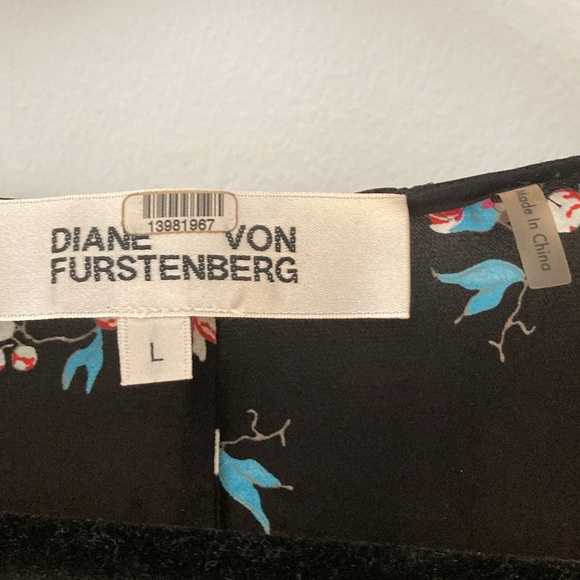 13981967
DIANE VON
FURSTENBERG
L
Made In China